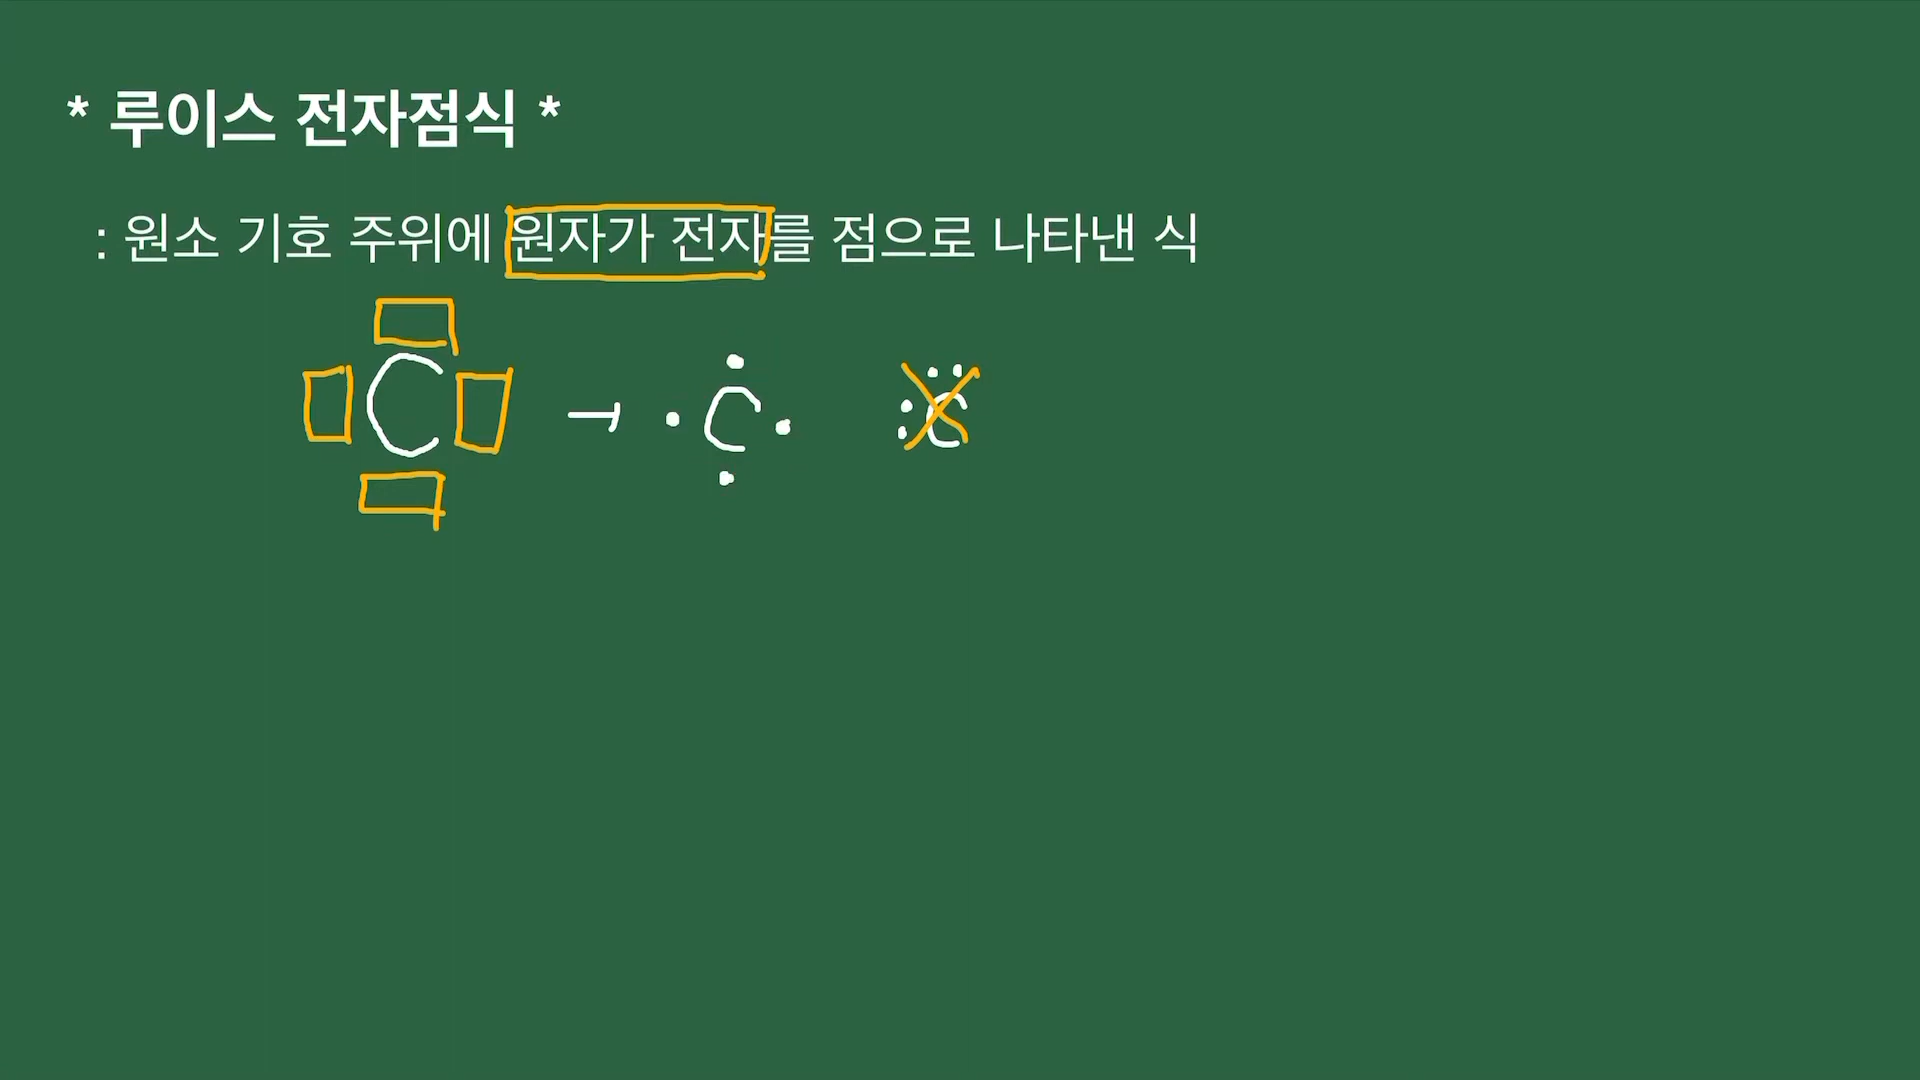 * 루이스 전자점식 *
: 원소 기호 주위에 원자가 전자를 점으로 나타낸 식
C → C C